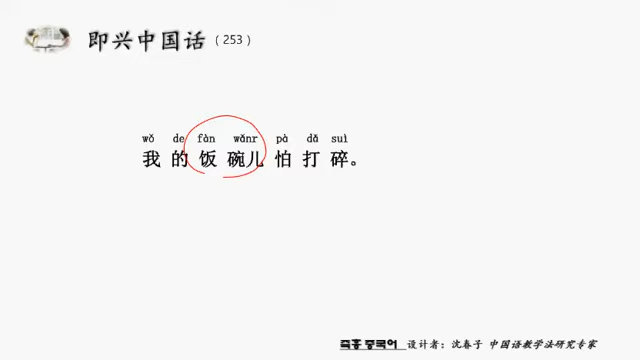 即兴中国话（253）
wǒ de fàn wǎnr pà dǎ suì
我的饭碗儿怕打碎。
즉흥 중국어 设计者：沈春子 中国语教学法研究专家